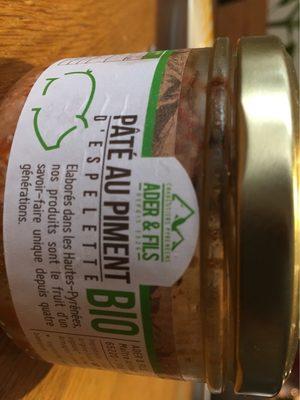 ADER & FILS
PÂTÉ AU PIMENT
D'ESPELETTE
BIO
Elaborés dans les Hautes-Pyrénées,
nos produits sont le fruit d'un
savoir-faire unique depuis quatre
générations.